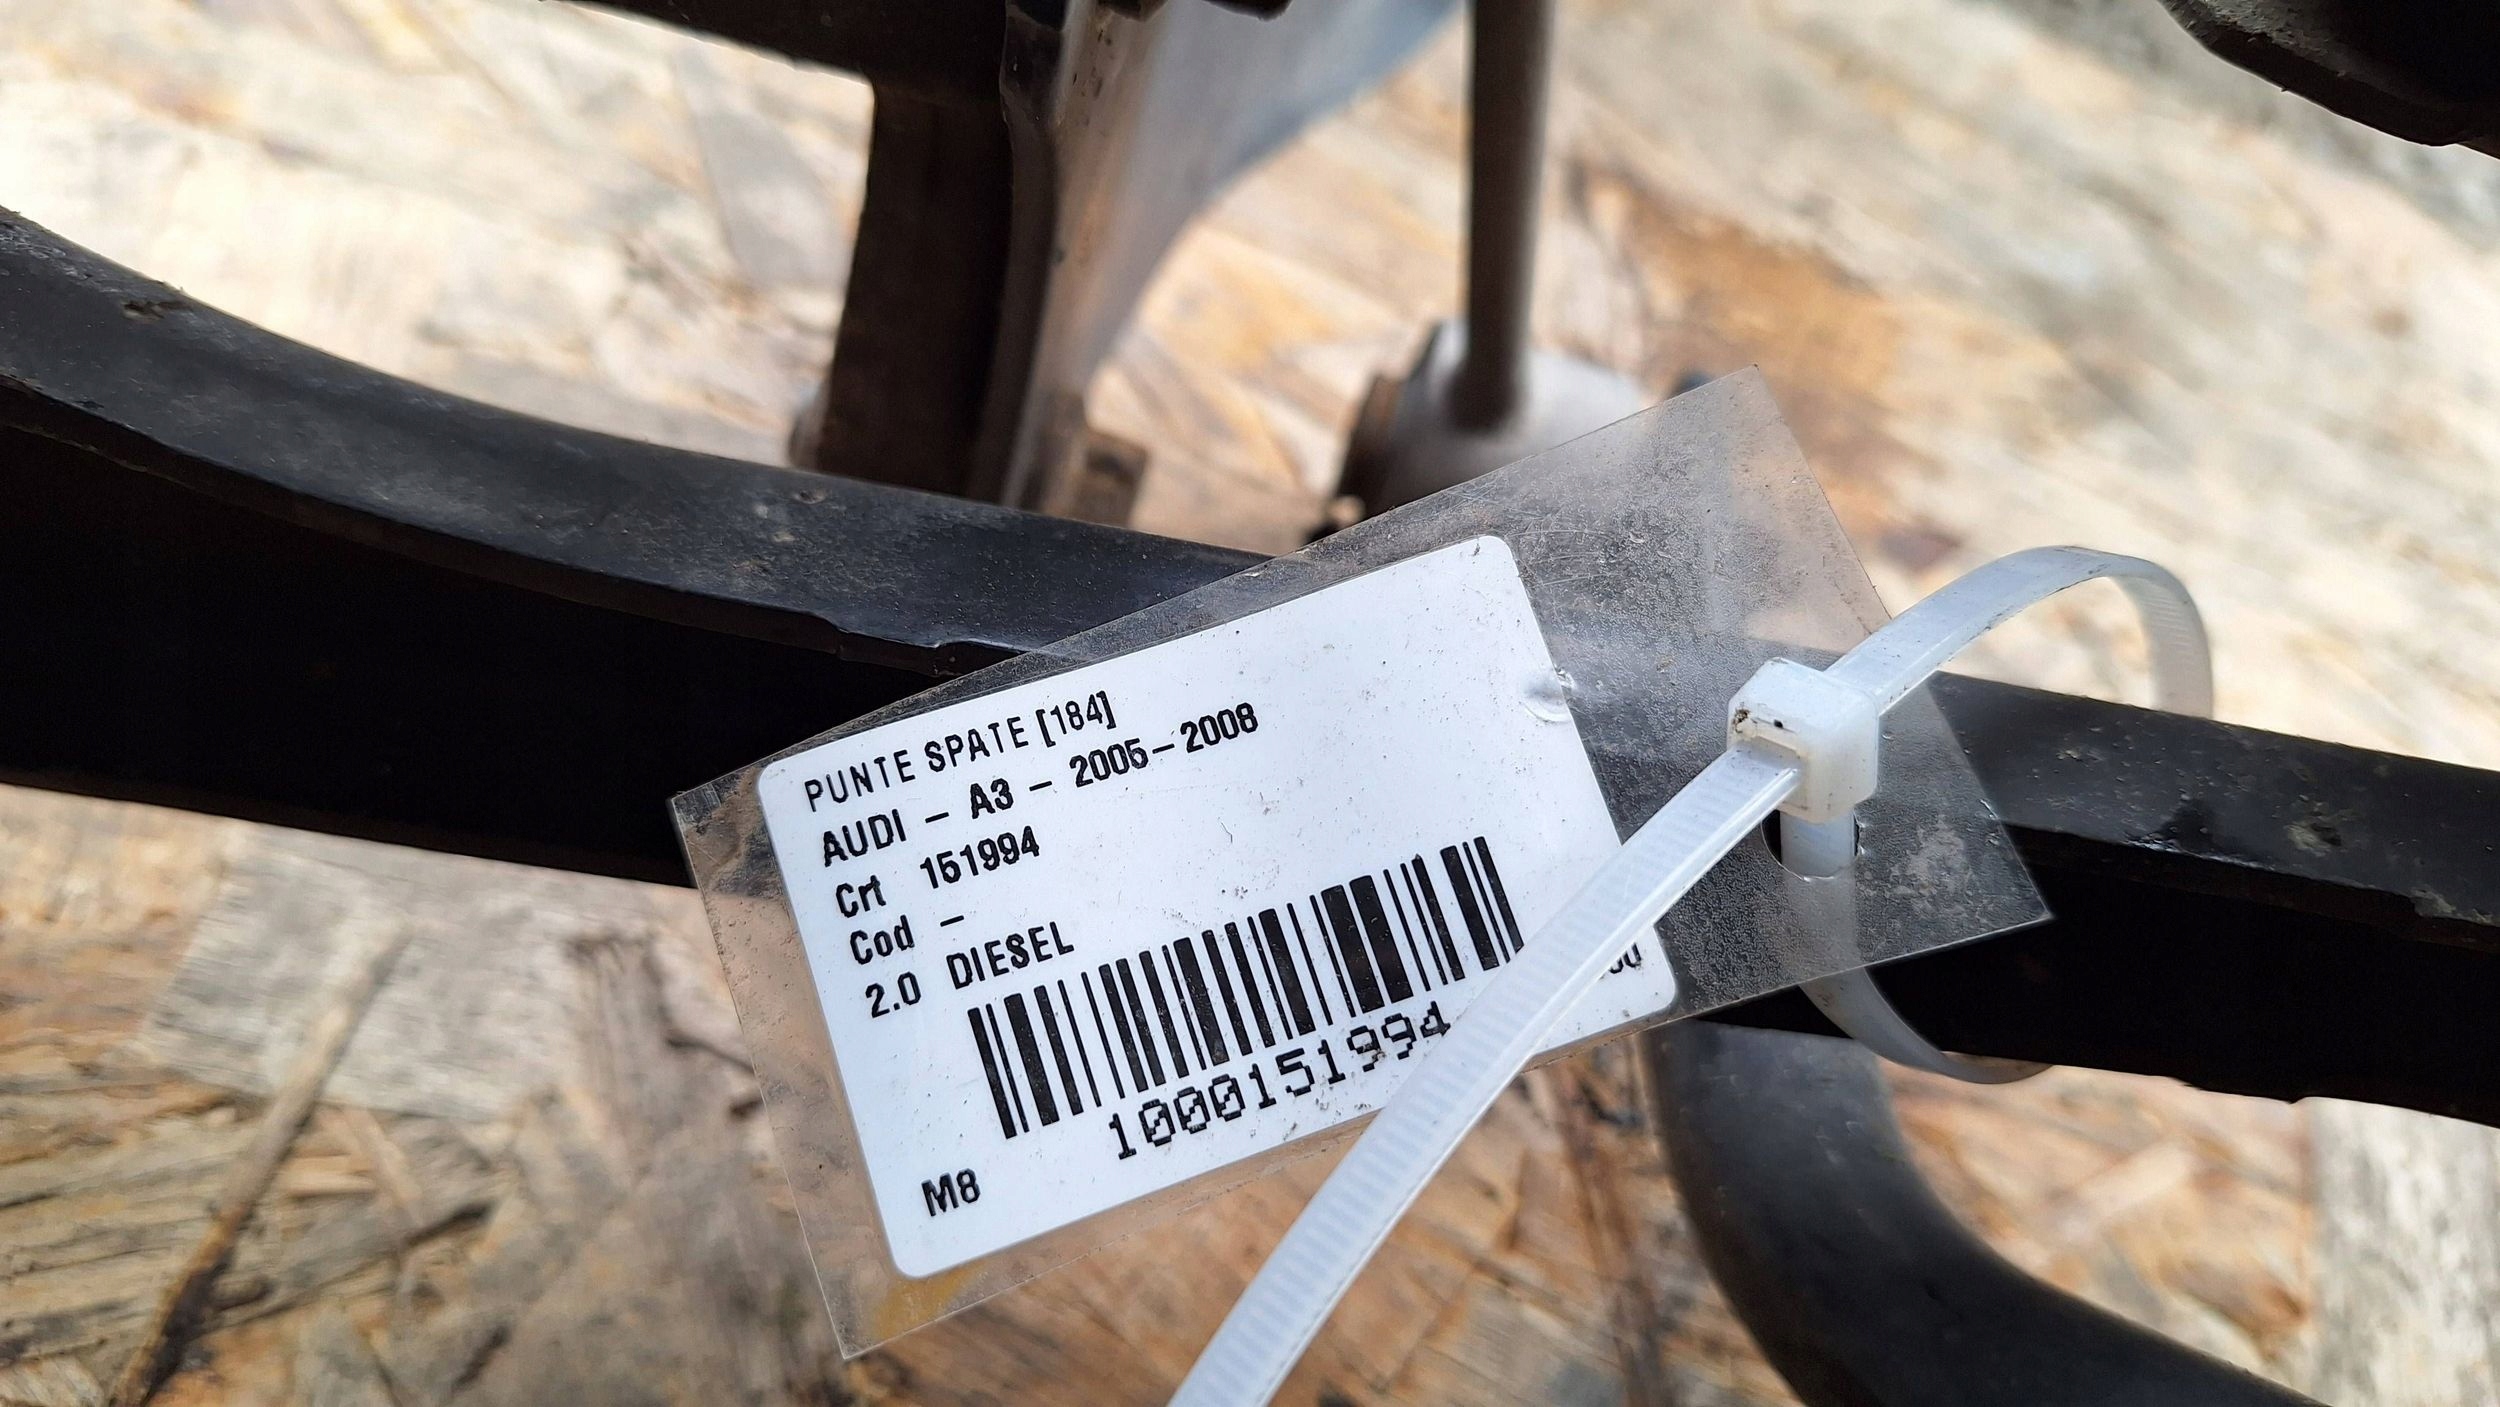 PUNTE SPATE [184]
AUDI - A3 - 2005-2008
Crt 151994
Cod -
2.0 DIESEL
1000151994
M8